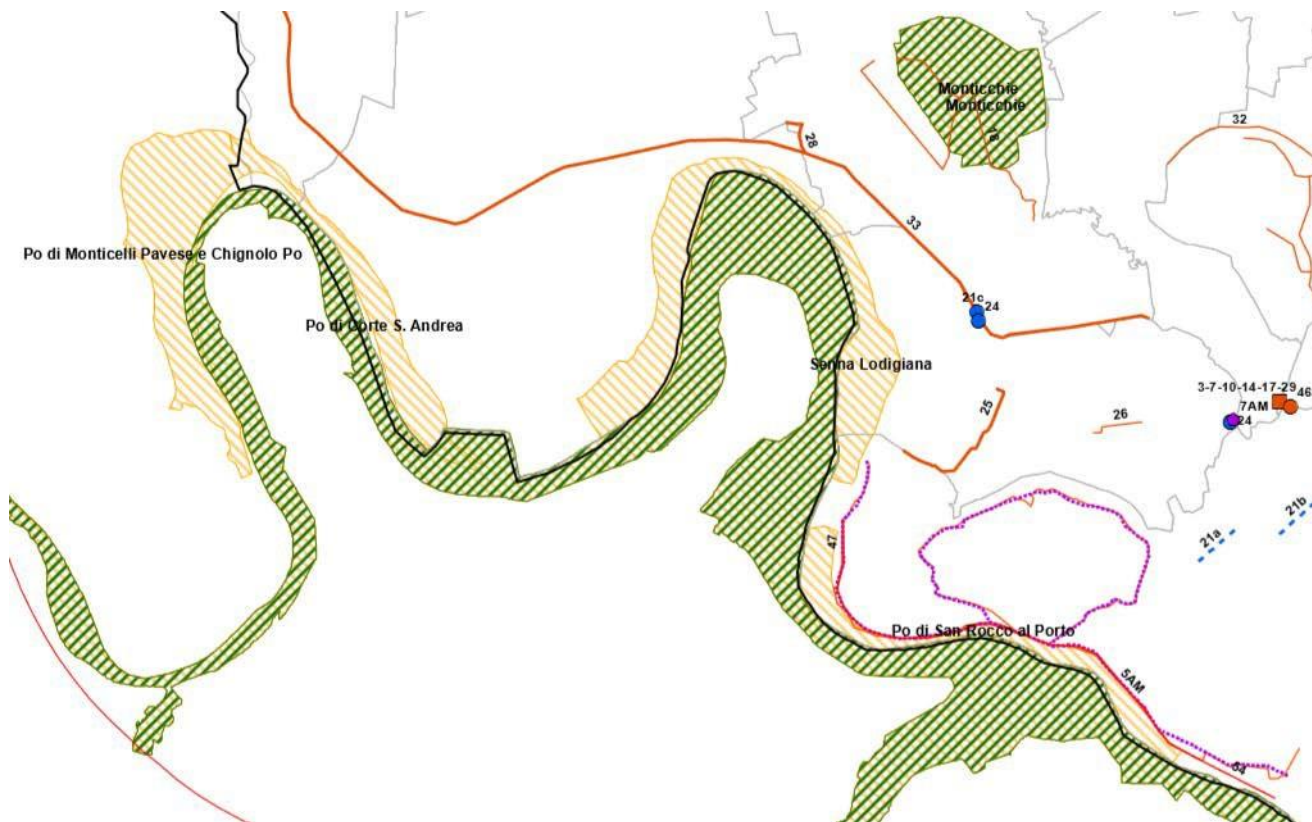 Monticchie
Monticchie
18
32
28
33
Po di Monticelli Pavese e Chignolo Po
21c
24
Po di Corte S. Andrea
Senna Lodigiana
3-7-10-14-17-29
46
7AM
24
25
26
21b
21a
47
Po di San Rocco al Porto
5AM
54